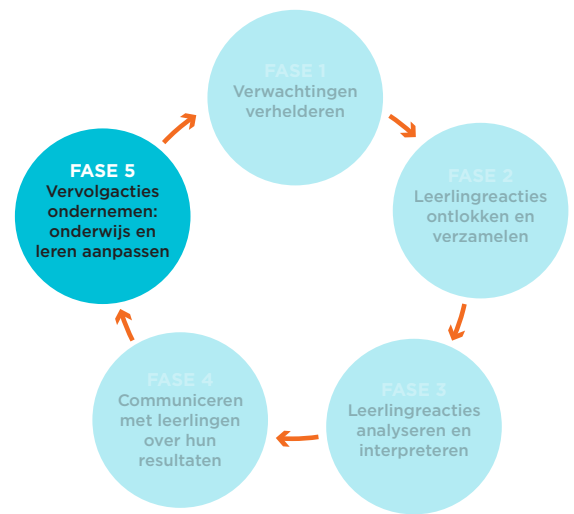 FASE 1
Verwachtingen
verhelderen
FASE 2
Leerlingreacties
ontlokken en
verzamelen
FASE 3
Leerlingreacties
analyseren en
interpreteren
FASE 4
Communiceren
met leerlingen
over hun
resultaten
FASE 5
Vervolgacties
ondernemen:
onderwijs en
leren aanpassen